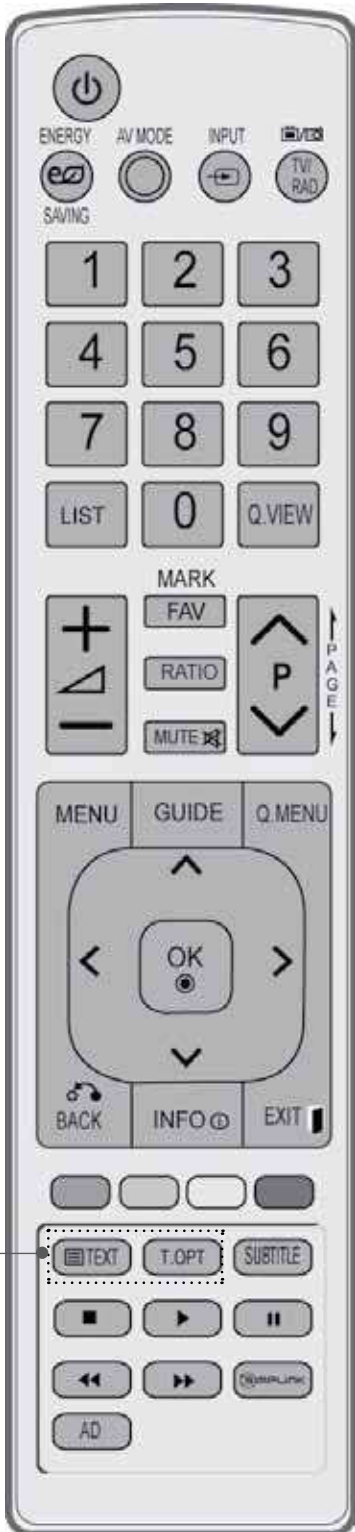 ENERGY AV MODE INPUT
TV/
RAD
SAVING
1 2 3
4 5 6
7 8 9
LIST 0 Q.VIEW
MARK
FAV
RATIO
P
PAGE
MUTE
MENU GUIDE Q.MENU
OK
BACK INFO EXIT
TEXT T.OPT SUBTITLE
SIMPLINK
AD